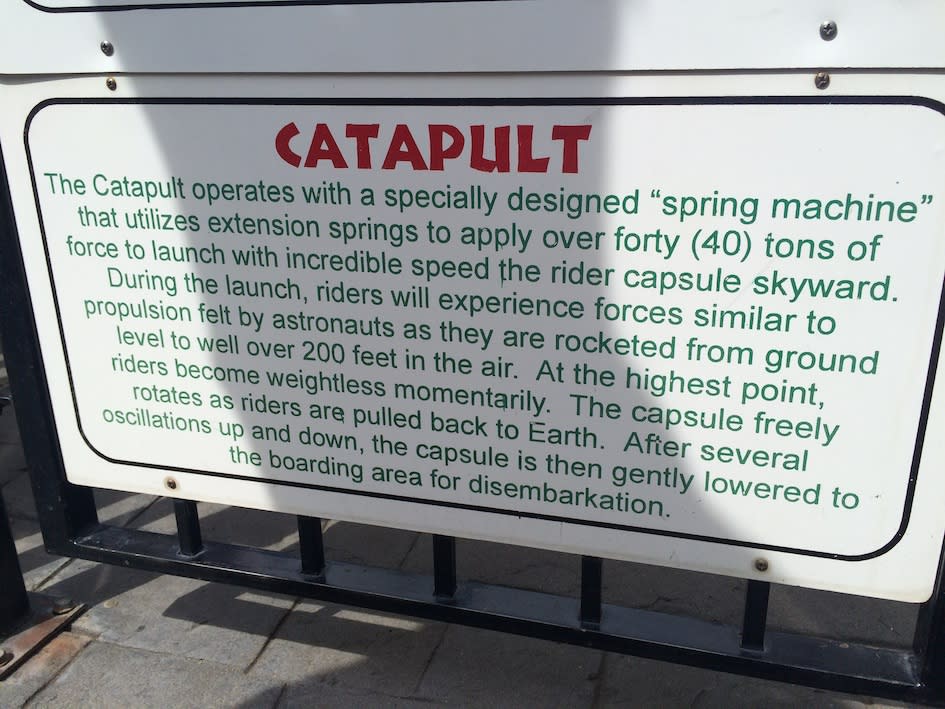 CATAPULT
The Catapult operates with a specially designed “spring machine”
that utilizes extension springs to apply over forty (40) tons of
force to launch with incredible speed the rider capsule skyward.
During the launch, riders will experience forces similar to
propulsion felt by astronauts as they are rocketed from ground
level to well over 200 feet in the air. At the highest point,
riders become weightless momentarily. The capsule freely
rotates as riders are pulled back to Earth. After several
oscillations up and down, the capsule is then gently lowered to
the boarding area for disembarkation.